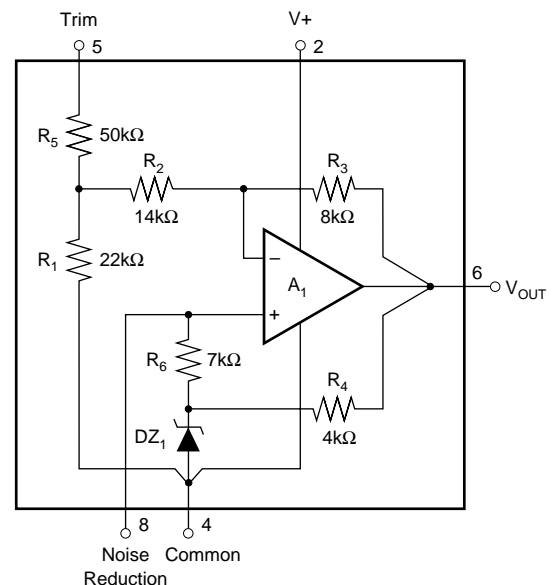 Trim
V+
5
2
R5
50kΩ
R2
R3
14kΩ
8kΩ
R1
22kΩ
−
A1
6
VOUT
+
R6
7kΩ
R4
DZ1
4kΩ
8
4
Noise
Reduction
Common